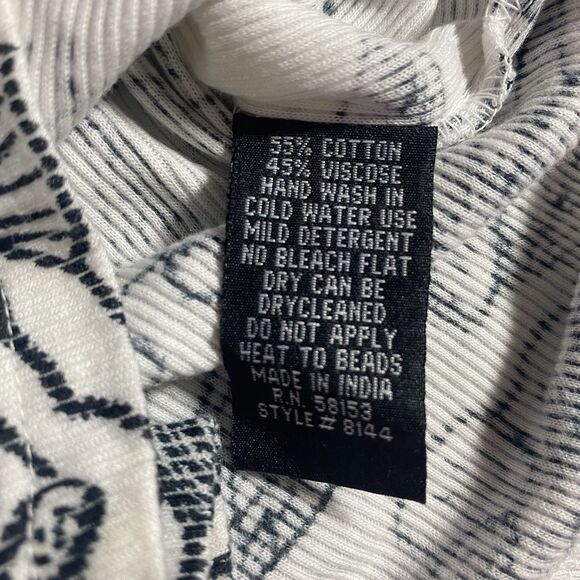 55% COTTON
45% VISCOSE
HAND WASH IN
COLD WATER USE
MILD DETERGENT
NO BLEACH FLAT
DRY CAN BE
DRYCLEANED
DO NOT APPLY
HEAT TO BEADS
MADE IN INDIA
R.N. 58153
STYLE# 8144